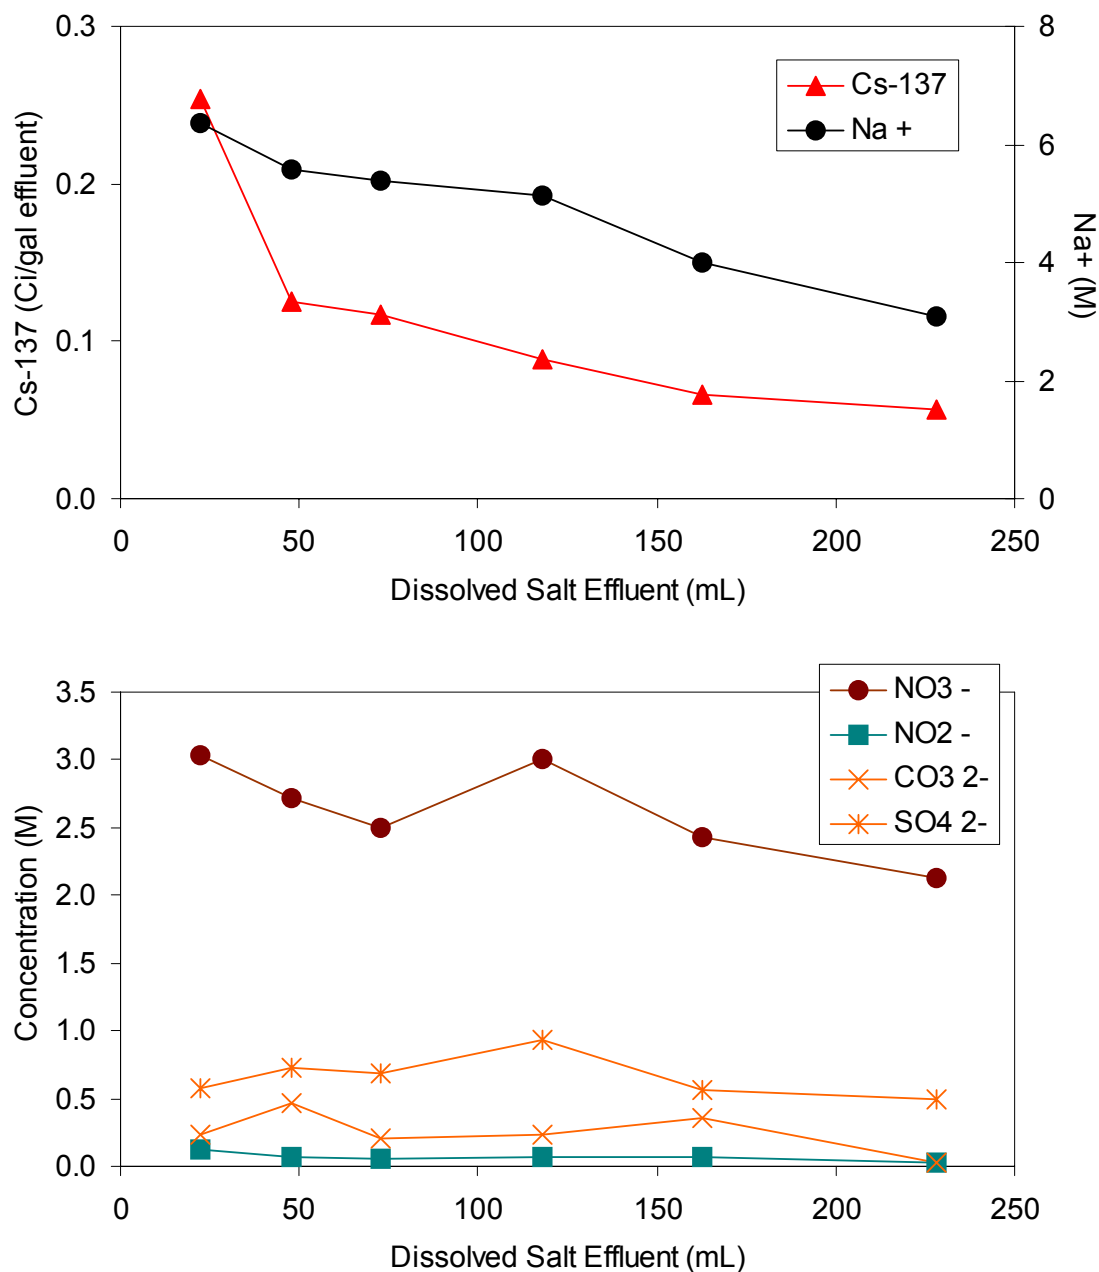 0.3
0.2
0.1
0.0
Cs-137 (Ci/gal effluent)
8
6
4
2
0
Na+ (M)
Cs-137
Na +
0 50 100 150 200 250
Dissolved Salt Effluent (mL)
3.5
3.0
2.5
2.0
1.5
1.0
0.5
0.0
Concentration (M)
NO3 -
NO2 -
CO3 2-
SO4 2-
0 50 100 150 200 250
Dissolved Salt Effluent (mL)